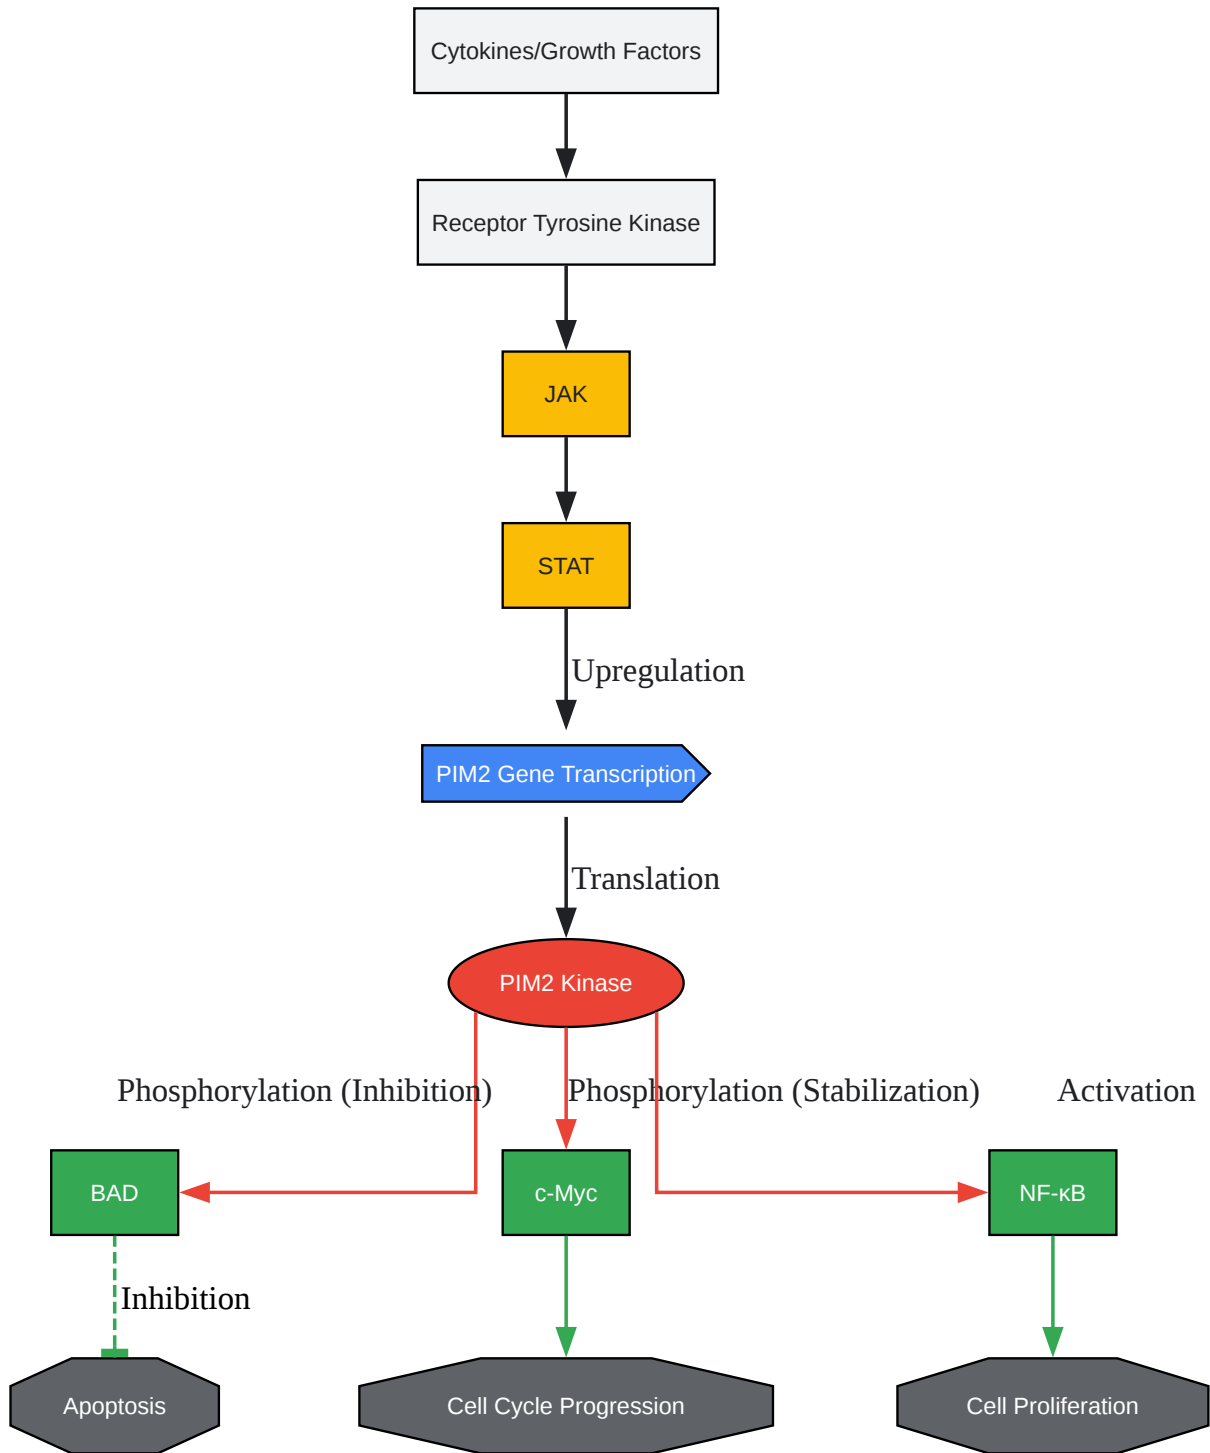 Cytokines/Growth Factors
Receptor Tyrosine Kinase
JAK
STAT
Upregulation
PIM2 Gene Transcription
Translation
PIM2 Kinase
Phosphorylation (Inhibition)
Phosphorylation (Stabilization)
Activation
BAD
c-Myc
NF-κB
Inhibition
Apoptosis
Cell Cycle Progression
Cell Proliferation